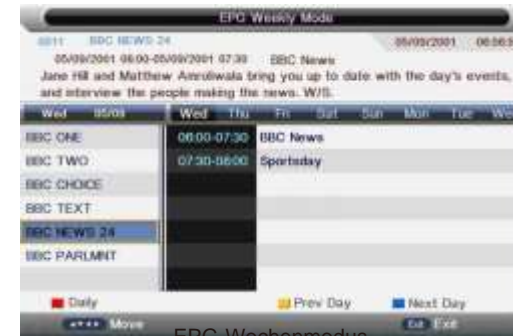 EPG Weekly Mode
0011 BBC NEWS 24 05/09/2001 06:06:5
05/09/2001 06:00-05/09/2001 07:30 BBC News
Jane Hill and Matthew Amroliwala bring you up to date with the day's events,
and interview the people making the news. W/S.
Wed 05/09 Wed Thu Fri Sat Sun Mon Tue We
BBC ONE 06:00-07:30 BBC News
BBC TWO 07:30-08:00 Sportsday
BBC CHOICE
BBC TEXT
BBC NEWS 24
BBC PARLMNT
Daily Prev Day Next Day
Move Exit Exit
EPG Wochenmodus